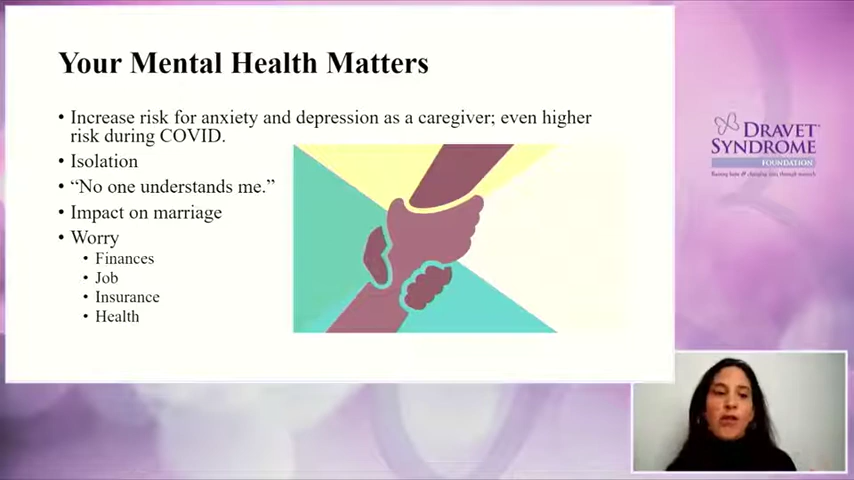 Your Mental Health Matters
• Increase risk for anxiety and depression as a caregiver; even higher
risk during COVID.
• Isolation
• “No one understands me.”
• Impact on marriage
• Worry
• Finances
• Job
• Insurance
• Health
DRAVET
SYNDROME
FOUNDATION